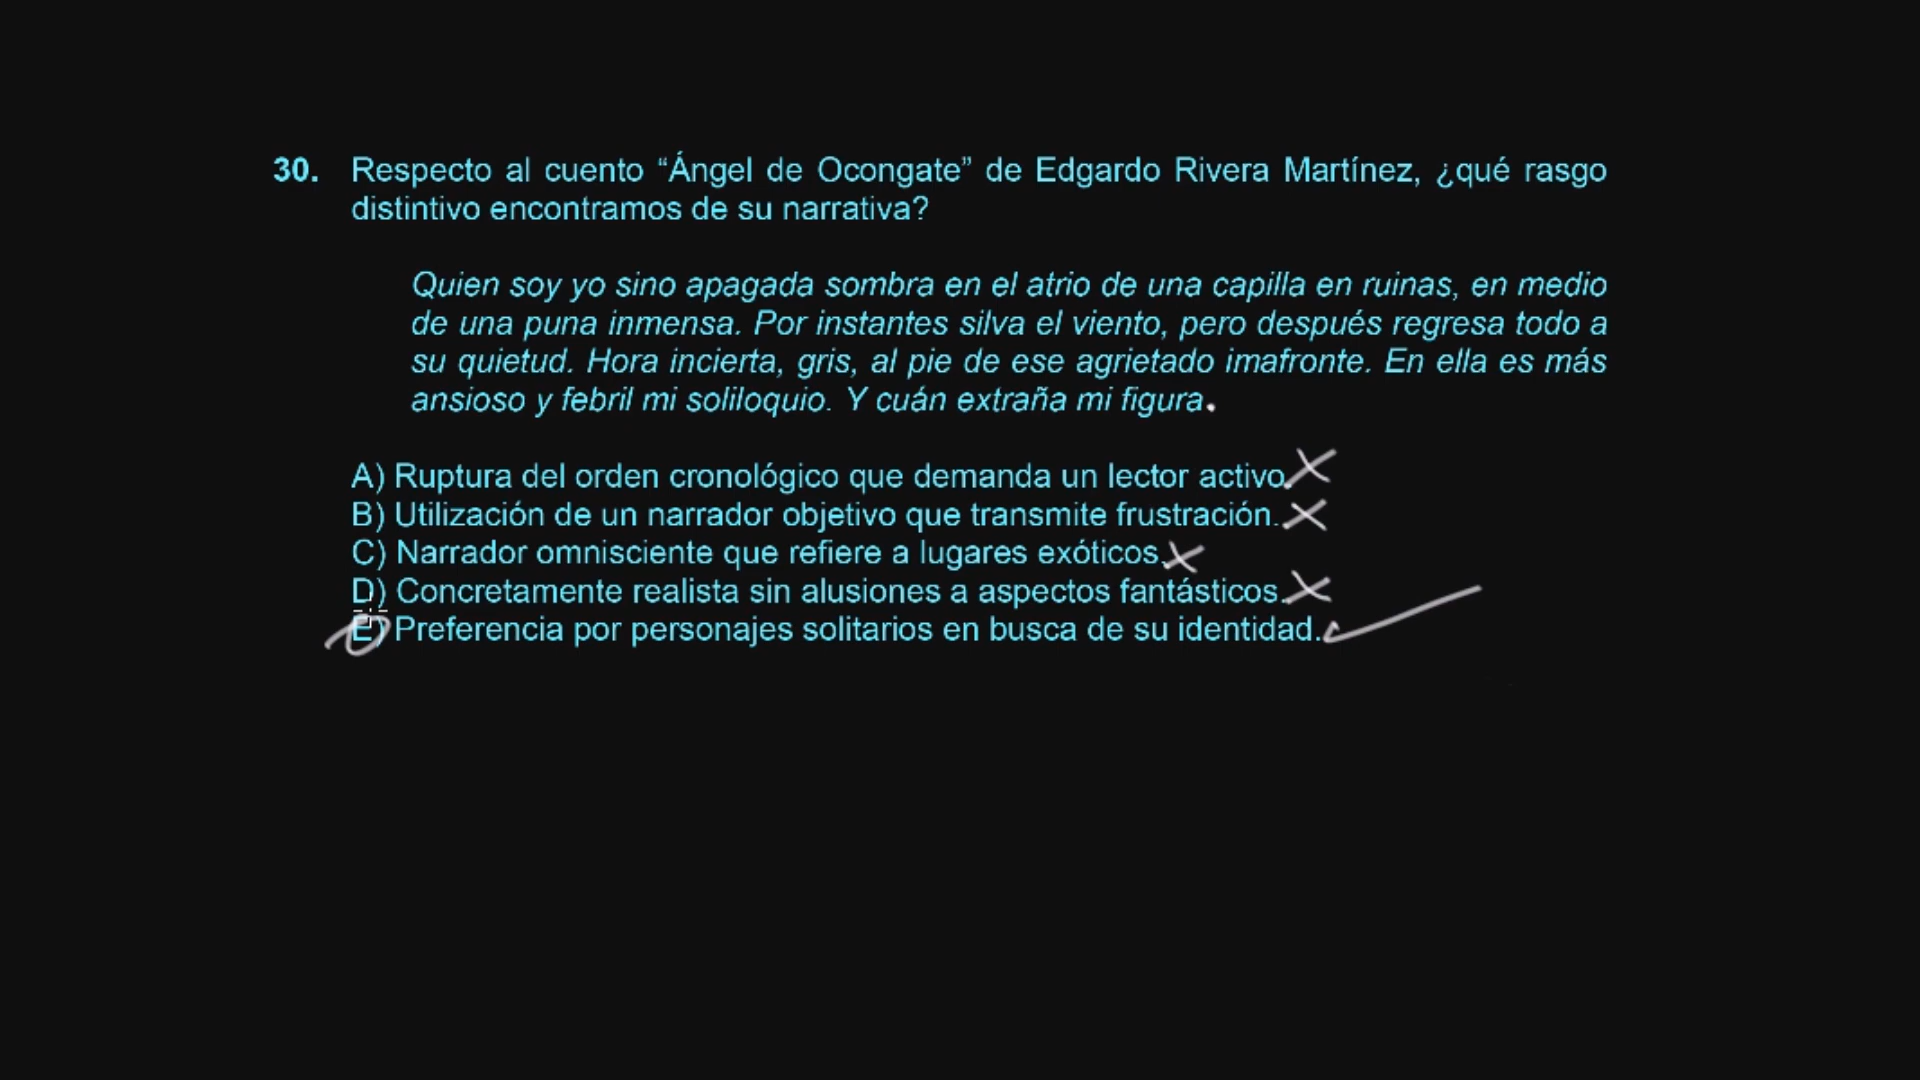 30. Respecto al cuento “Ángel de Ocongate” de Edgardo Rivera Martínez, ¿qué rasgo
distintivo encontramos de su narrativa?
Quien soy yo sino apagada sombra en el atrio de una capilla en ruinas, en medio
de una puna inmensa. Por instantes silva el viento, pero después regresa todo a
su quietud. Hora incierta, gris, al pie de ese agrietado imafronte. En ella es más
ansioso y febril mi soliloquio. Y cuán extraña mi figura.
A) Ruptura del orden cronológico que demanda un lector activo.
B) Utilización de un narrador objetivo que transmite frustración.
C) Narrador omnisciente que refiere a lugares exóticos.
D) Concretamente realista sin alusiones a aspectos fantásticos.
E) Preferencia por personajes solitarios en busca de su identidad.